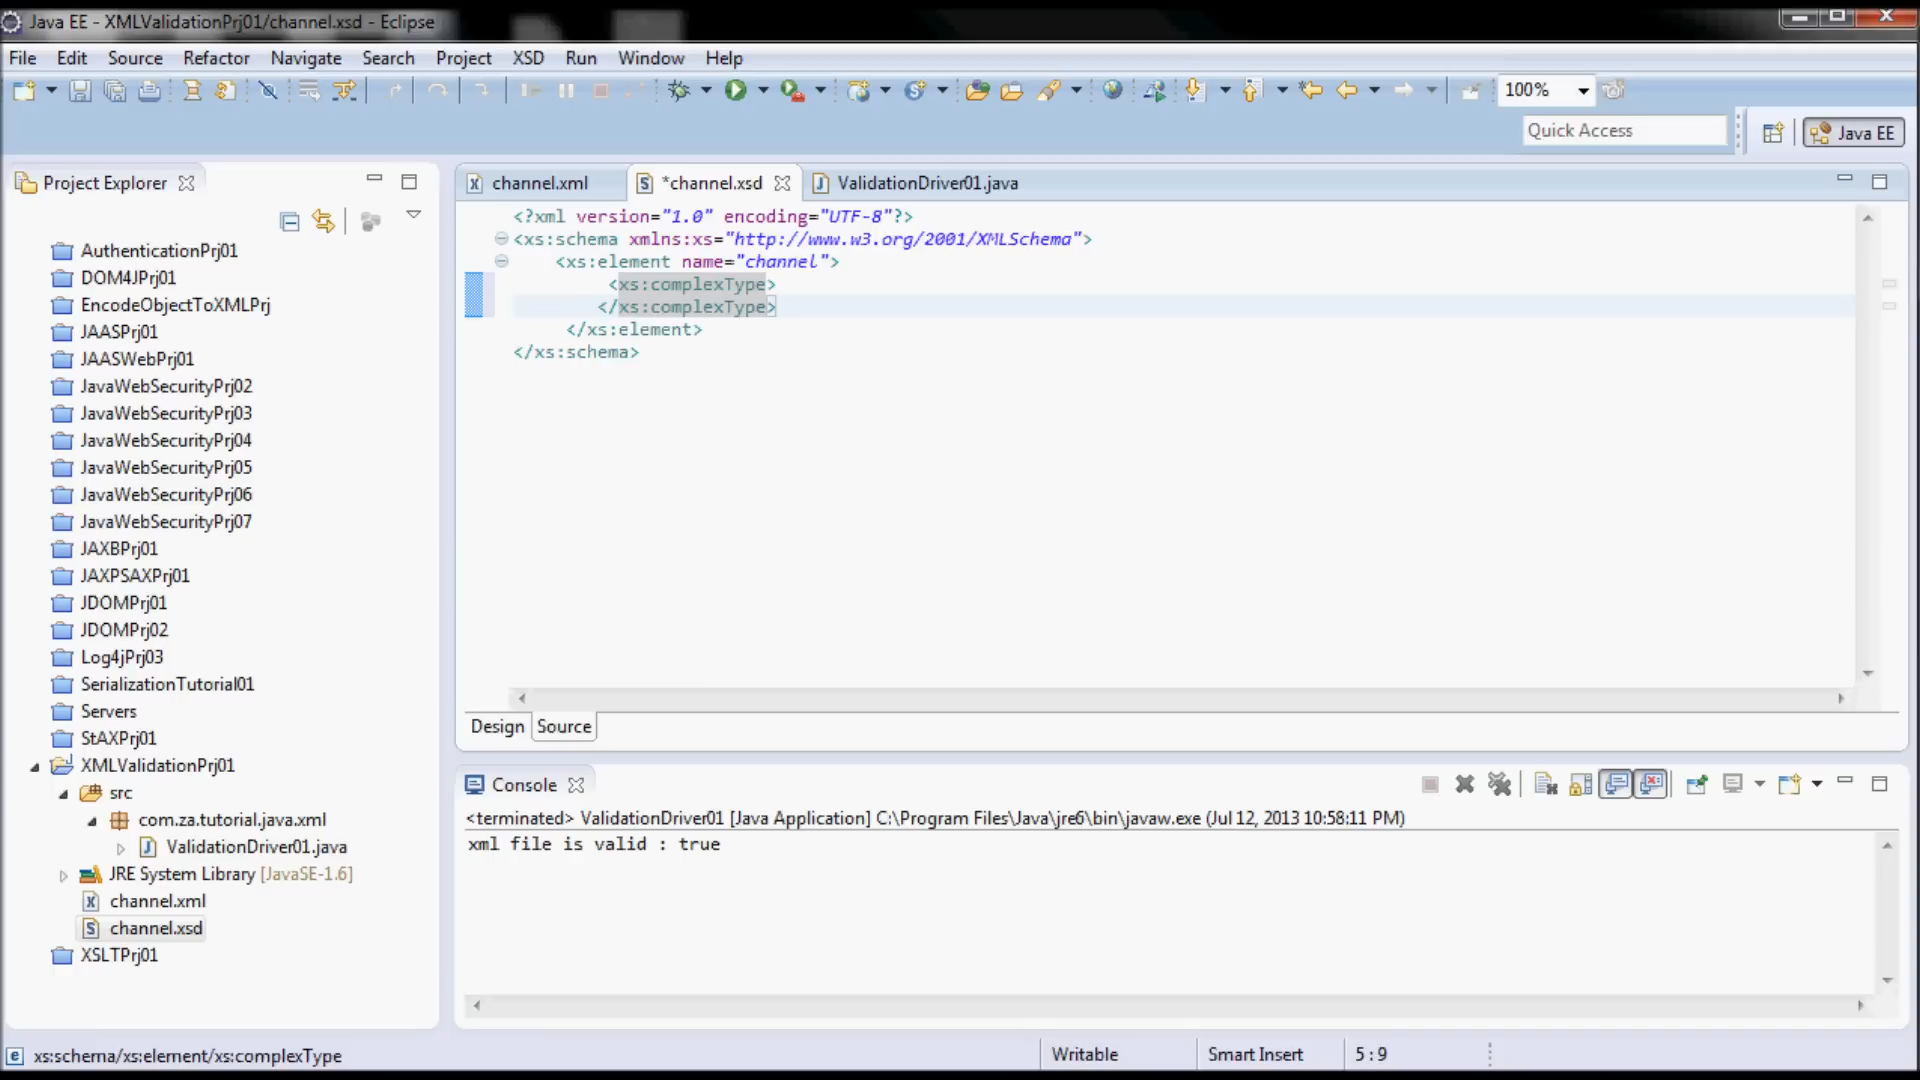 Java EE - XMLValidationPrj01/channel.xsd - Eclipse
File Edit Source Refactor Navigate Search Project XSD Run Window Help
100%
Quick Access
Java EE
Project Explorer
AuthenticationPrj01
DOM4JPrj01
EncodeObjectToXMLPrj
JAASPrj01
JAASWebPrj01
JavaWebSecurityPrj02
JavaWebSecurityPrj03
JavaWebSecurityPrj04
JavaWebSecurityPrj05
JavaWebSecurityPrj06
JavaWebSecurityPrj07
JAXBPrj01
JAXPSAXPrj01
JDOMPrj01
JDOMPrj02
Log4jPrj03
SerializationTutorial01
Servers
StAXPrj01
XMLValidationPrj01
src
com.za.tutorial.java.xml
ValidationDriver01.java
JRE System Library [JavaSE-1.6]
channel.xml
channel.xsd
XSLTPrj01
channel.xml *channel.xsd ValidationDriver01.java
<?xml version="1.0" encoding="UTF-8"?>
<xs:schema xmlns:xs="http://www.w3.org/2001/XMLSchema">
<xs:element name="channel">
<xs:complexType>
</xs:complexType>
</xs:element>
</xs:schema>
Design Source
Console
<terminated> ValidationDriver01 [Java Application] C:\Program Files\Java\jre6\bin\javaw.exe (Jul 12, 2013 10:58:11 PM)
xml file is valid : true
xs:schema/xs:element/xs:complexType
Writable Smart Insert 5 : 9